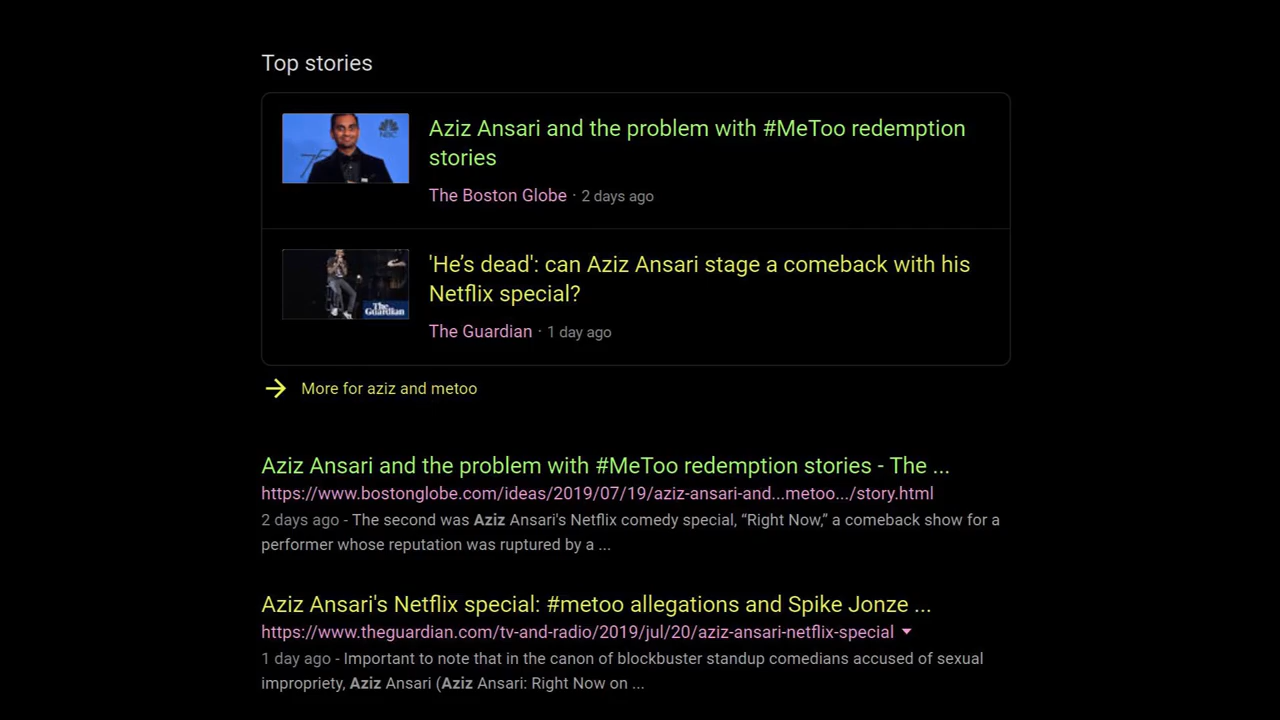 Top stories
NBC
Aziz Ansari and the problem with #MeToo redemption
stories
The Boston Globe · 2 days ago
'He’s dead': can Aziz Ansari stage a comeback with his
Netflix special?
The Guardian
The Guardian · 1 day ago
More for aziz and metoo
Aziz Ansari and the problem with #MeToo redemption stories - The ...
https://www.bostonglobe.com/ideas/2019/07/19/aziz-ansari-and...metoo.../story.html
2 days ago - The second was Aziz Ansari's Netflix comedy special, “Right Now,” a comeback show for a
performer whose reputation was ruptured by a ...
Aziz Ansari's Netflix special: #metoo allegations and Spike Jonze ...
https://www.theguardian.com/tv-and-radio/2019/jul/20/aziz-ansari-netflix-special
1 day ago - Important to note that in the canon of blockbuster standup comedians accused of sexual
impropriety, Aziz Ansari (Aziz Ansari: Right Now on ...